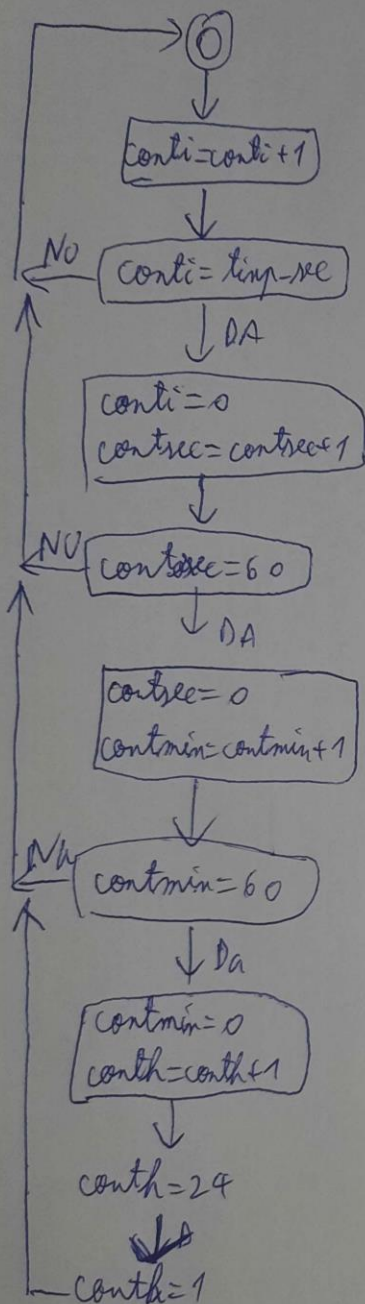 0
conti=conti+1
NO
conti=timp-sec
DA
conti=0
contsec=contsec+1
NO
contsec=60
DA
contsec=0
contmin=contmin+1
Nu
contmin=60
Da
contmin=0
conth=conth+1
conth=24
conth=1